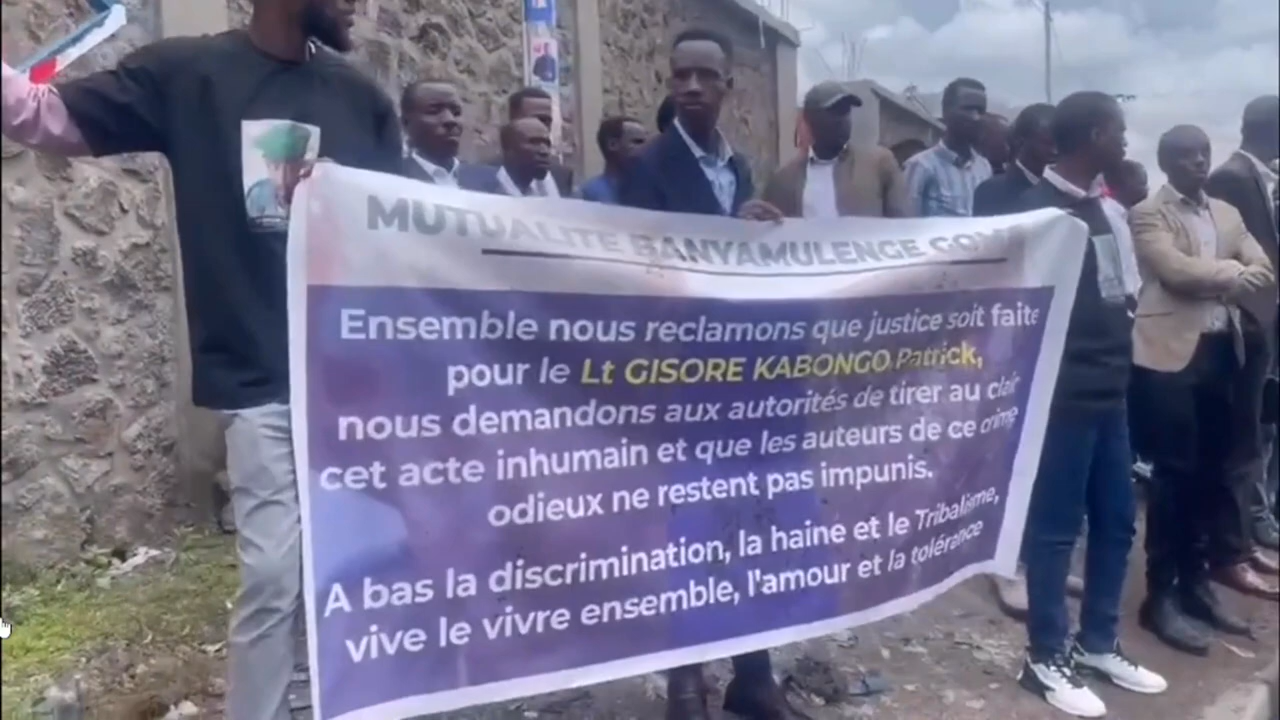 MUTUALITE BANYAMULENGE GOMA
Ensemble nous reclamons que justice soit faite
pour le Lt GISORE KABONGO Patrick,
nous demandons aux autorités de tirer au clair
cet acte inhumain et que les auteurs de ce crime
odieux ne restent pas impunis.
A bas la discrimination, la haine et le Tribalisme,
vive le vivre ensemble, l'amour et la tolérance